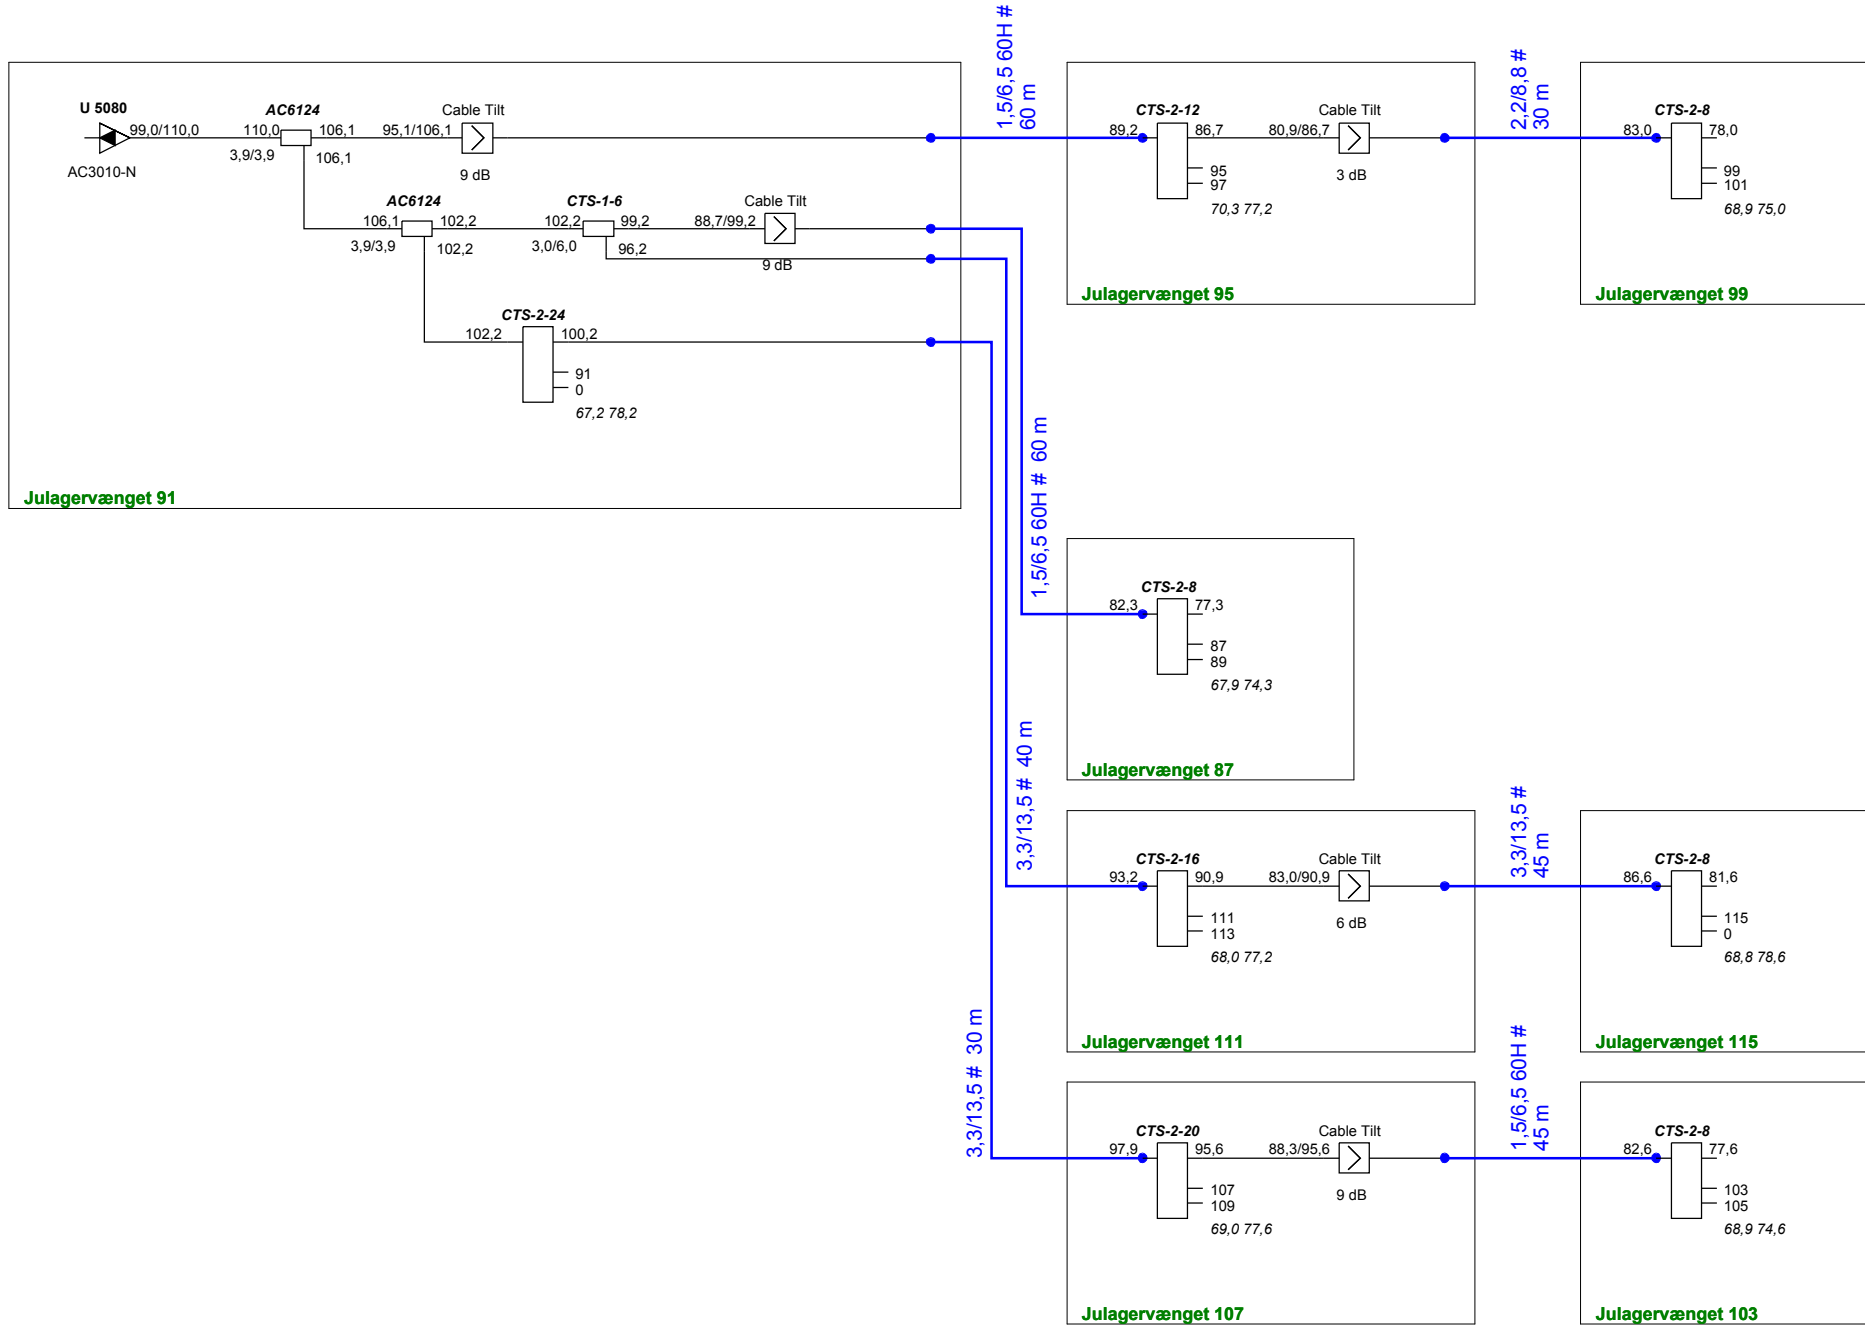 U 5080
99,0/110,0
AC3010-N
AC6124
110,0
106,1
3,9/3,9
106,1
95,1/106,1
Cable Tilt
9 dB
AC6124
106,1
102,2
3,9/3,9
102,2
CTS-1-6
102,2
99,2
3,0/6,0
96,2
88,7/99,2
Cable Tilt
9 dB
CTS-2-24
102,2
100,2
91
0
67,2 78,2
Julagervænget 91
1,5/6,5 60H #
60 m
CTS-2-12
89,2
86,7
95
97
70,3 77,2
80,9/86,7
Cable Tilt
3 dB
Julagervænget 95
2,2/8,8 #
30 m
CTS-2-8
83,0
78,0
99
101
68,9 75,0
Julagervænget 99
1,5/6,5 60H # 60 m
CTS-2-8
82,3
77,3
87
89
67,9 74,3
Julagervænget 87
3,3/13,5 # 40 m
CTS-2-16
93,2
90,9
111
113
68,0 77,2
83,0/90,9
Cable Tilt
6 dB
Julagervænget 111
3,3/13,5 #
45 m
CTS-2-8
86,6
81,6
115
0
68,8 78,6
Julagervænget 115
3,3/13,5 # 30 m
CTS-2-20
97,9
95,6
107
109
69,0 77,6
88,3/95,6
Cable Tilt
9 dB
Julagervænget 107
1,5/6,5 60H #
45 m
CTS-2-8
82,6
77,6
103
105
68,9 74,6
Julagervænget 103